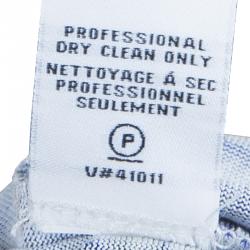 PROFESSIONAL
DRY CLEAN ONLY
NETTOYAGE Á SEC
PROFESSIONNEL
SEULEMENT
P
V#41011